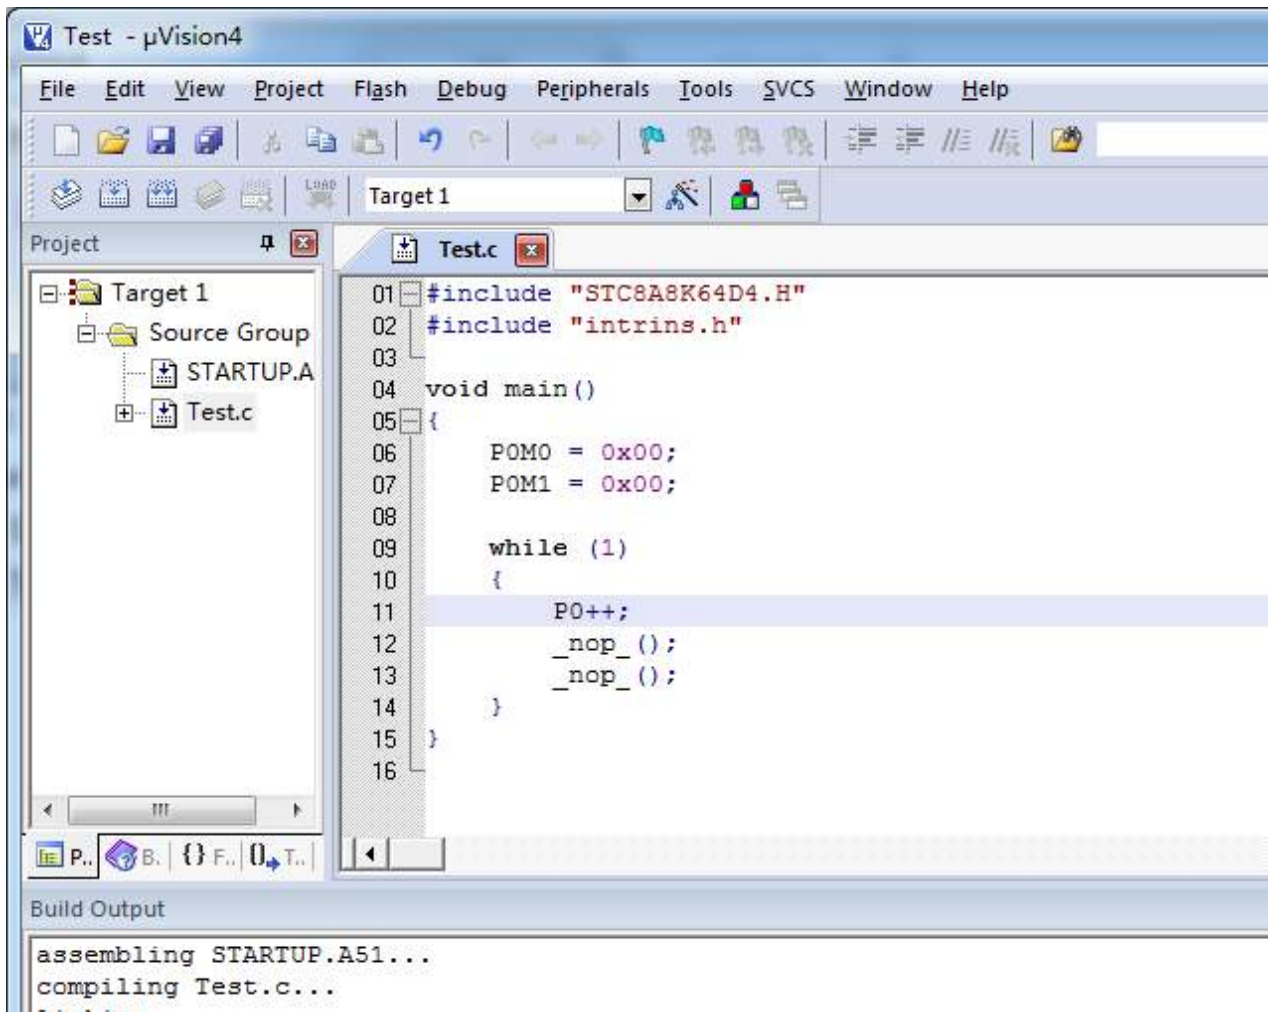 Test - µVision4
File Edit View Project Flash Debug Peripherals Tools SVCS Window Help
LOAD Target 1
Project
Test.c
Target 1
Source Group
STARTUP.A
Test.c
01 #include "STC8A8K64D4.H"
02 #include "intrins.h"
03
04 void main()
05 {
06 P0M0 = 0x00;
07 P0M1 = 0x00;
08
09 while (1)
10 {
11 P0++;
12 _nop_();
13 _nop_();
14 }
15 }
16
P.. B. {} F.. 0 T..
Build Output
assembling STARTUP.A51...
compiling Test.c...